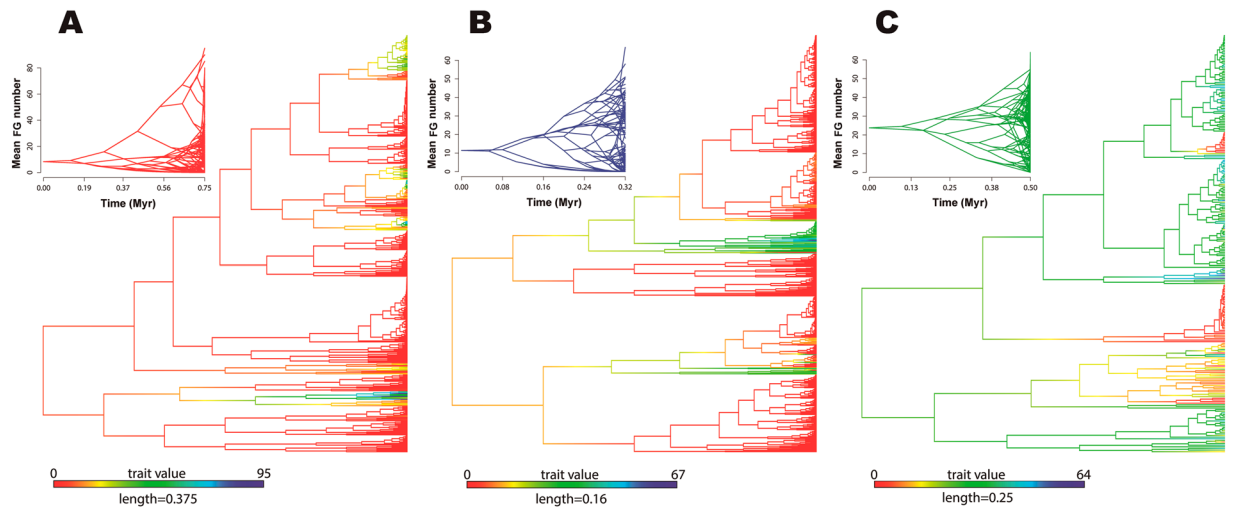 A
B
C
Mean FG number
80
60
40
20
0
0.00 0.19 0.37 0.56 0.75
Time (Myr)
Mean FG number
60
50
40
30
20
10
0
0.00 0.08 0.16 0.24 0.32
Time (Myr)
Mean FG number
60
50
40
30
20
10
0
0.00 0.13 0.25 0.38 0.50
Time (Myr)
0 trait value 95
length=0.375
0 trait value 67
length=0.16
0 trait value 64
length=0.25